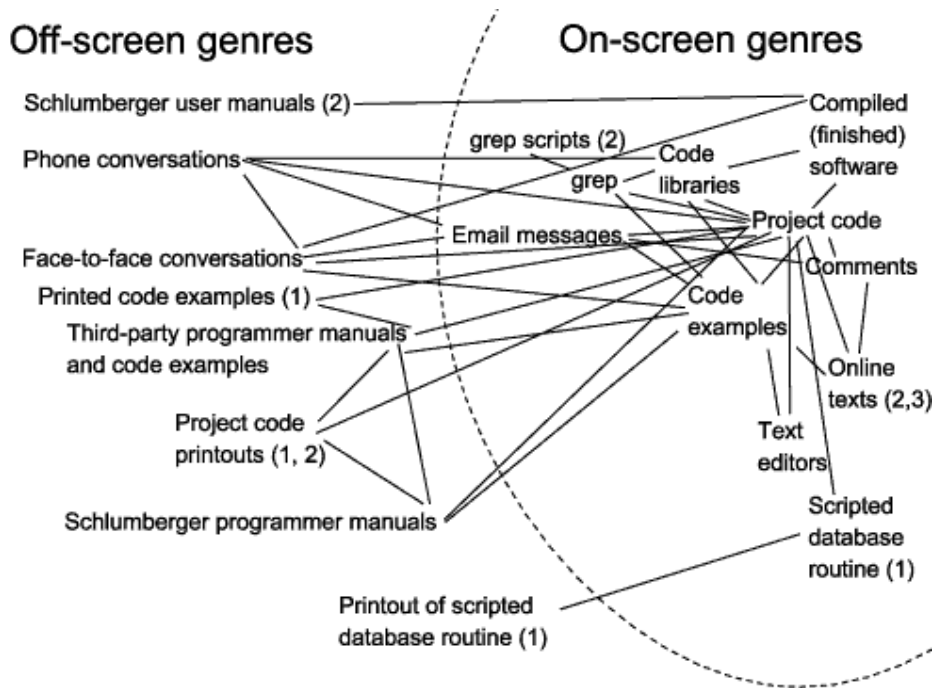 Off-screen genres
On-screen genres
Schlumberger user manuals (2)
Compiled
(finished)
software
grep scripts (2)
Phone conversations
Code
libraries
grep
Project code
Email messages
Face-to-face conversations
Comments
Printed code examples (1)
Code
examples
Third-party programmer manuals
and code examples
Online
texts (2,3)
Project code
printouts (1, 2)
Text
editors
Schlumberger programmer manuals
Scripted
database
routine (1)
Printout of scripted
database routine (1)